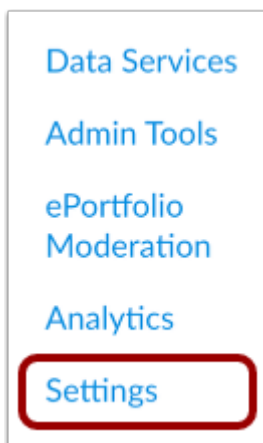 Data Services
Admin Tools
ePortfolio
Moderation
Analytics
Settings